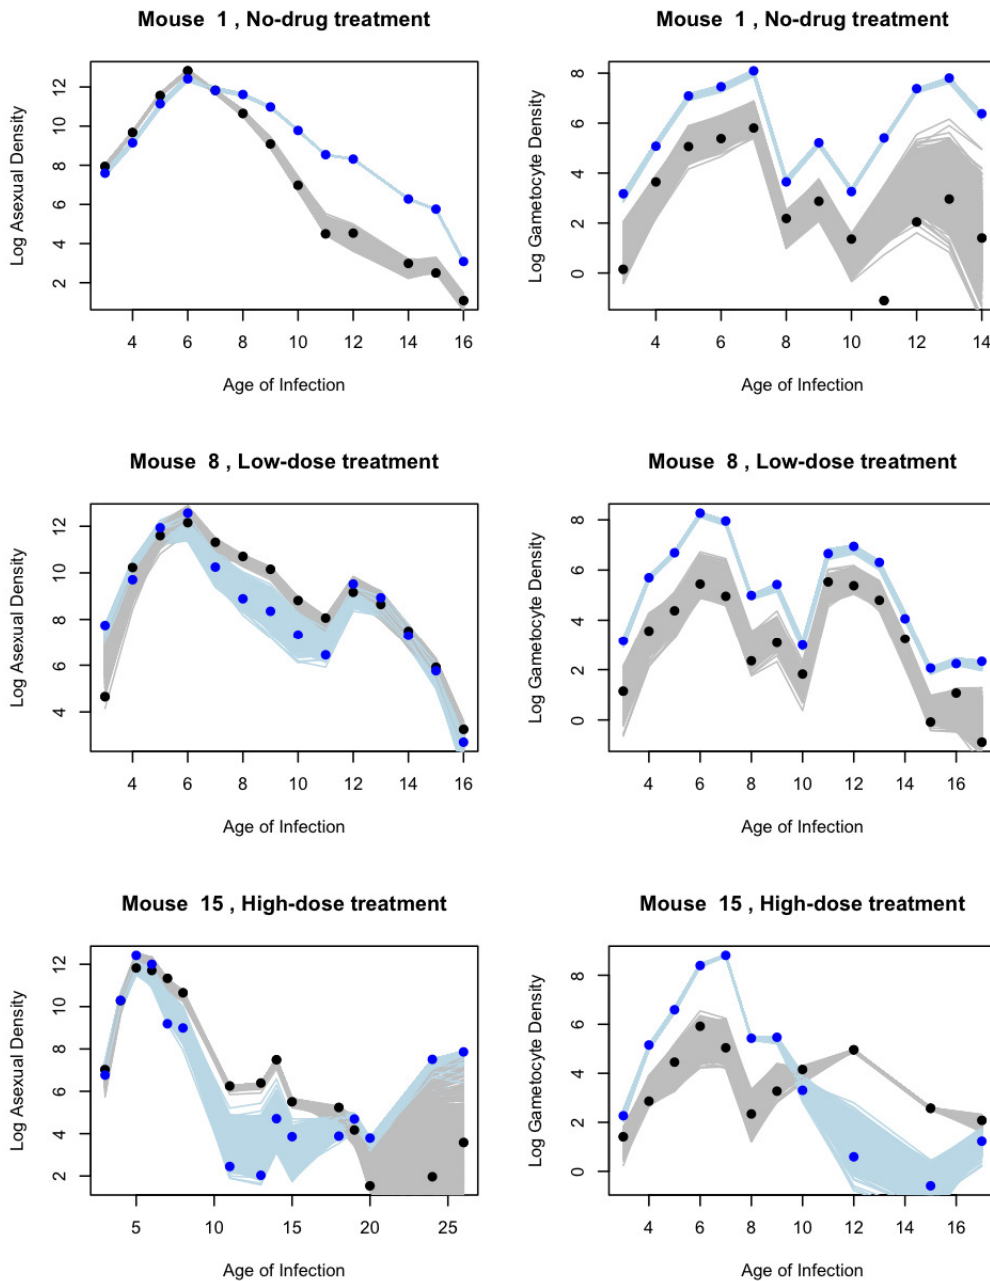 Mouse 1 , No-drug treatment
Log Asexual Density
12
10
8
6
4
2
4 6 8 10 12 14 16
Age of Infection
Mouse 1 , No-drug treatment
Log Gametocyte Density
8
6
4
2
0
4 6 8 10 12 14
Age of Infection
Mouse 8 , Low-dose treatment
Log Asexual Density
12
10
8
6
4
4 6 8 10 12 14 16
Age of Infection
Mouse 8 , Low-dose treatment
Log Gametocyte Density
8
6
4
2
0
4 6 8 10 12 14 16
Age of Infection
Mouse 15 , High-dose treatment
Log Asexual Density
12
10
8
6
4
2
5 10 15 20 25
Age of Infection
Mouse 15 , High-dose treatment
Log Gametocyte Density
8
6
4
2
0
4 6 8 10 12 14 16
Age of Infection